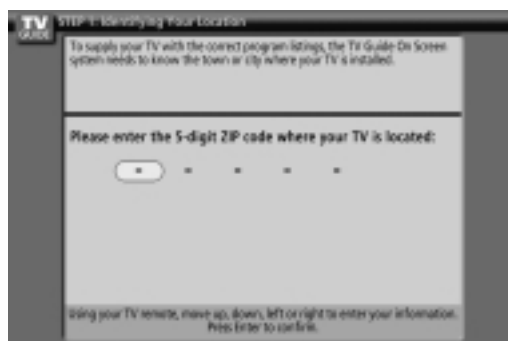 TV
GUIDE
STEP 1: Identifying Your Location
To supply your TV with the correct program listings, the TV Guide On Screen
system needs to know the town or city where your TV is installed.
Please enter the 5-digit ZIP code where your TV is located:
- - - - -
Using your TV remote, move up, down, left or right to enter your information.
Press Enter to confirm.